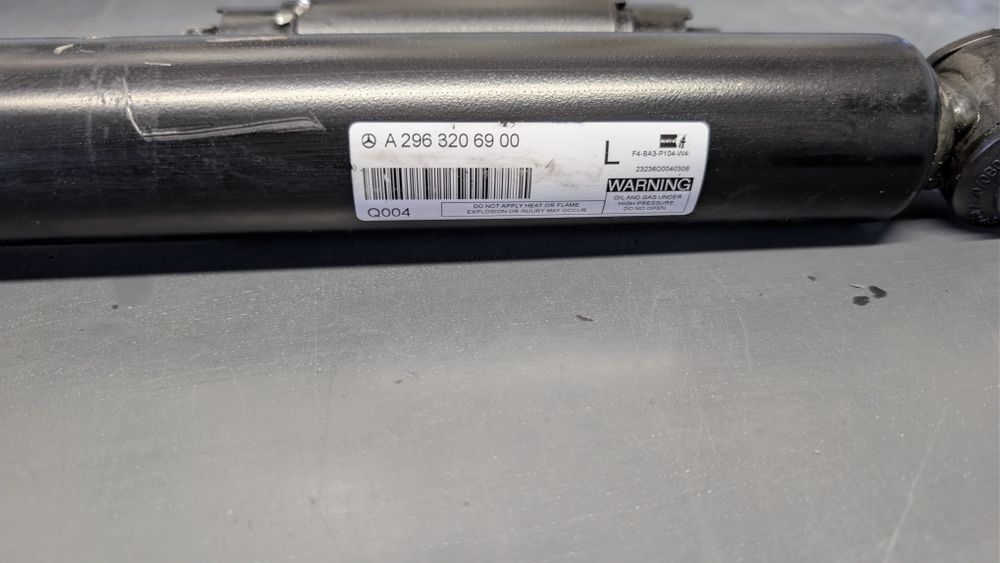 A 296 320 69 00
L
F4-BA3-P104-W4
23236Q0040306
WARNING
OIL AND GAS UNDER
HIGH PRESSURE
DO NOT OPEN
Q004
DO NOT APPLY HEAT OR FLAME
EXPLOSION OR INJURY MAY OCCUR